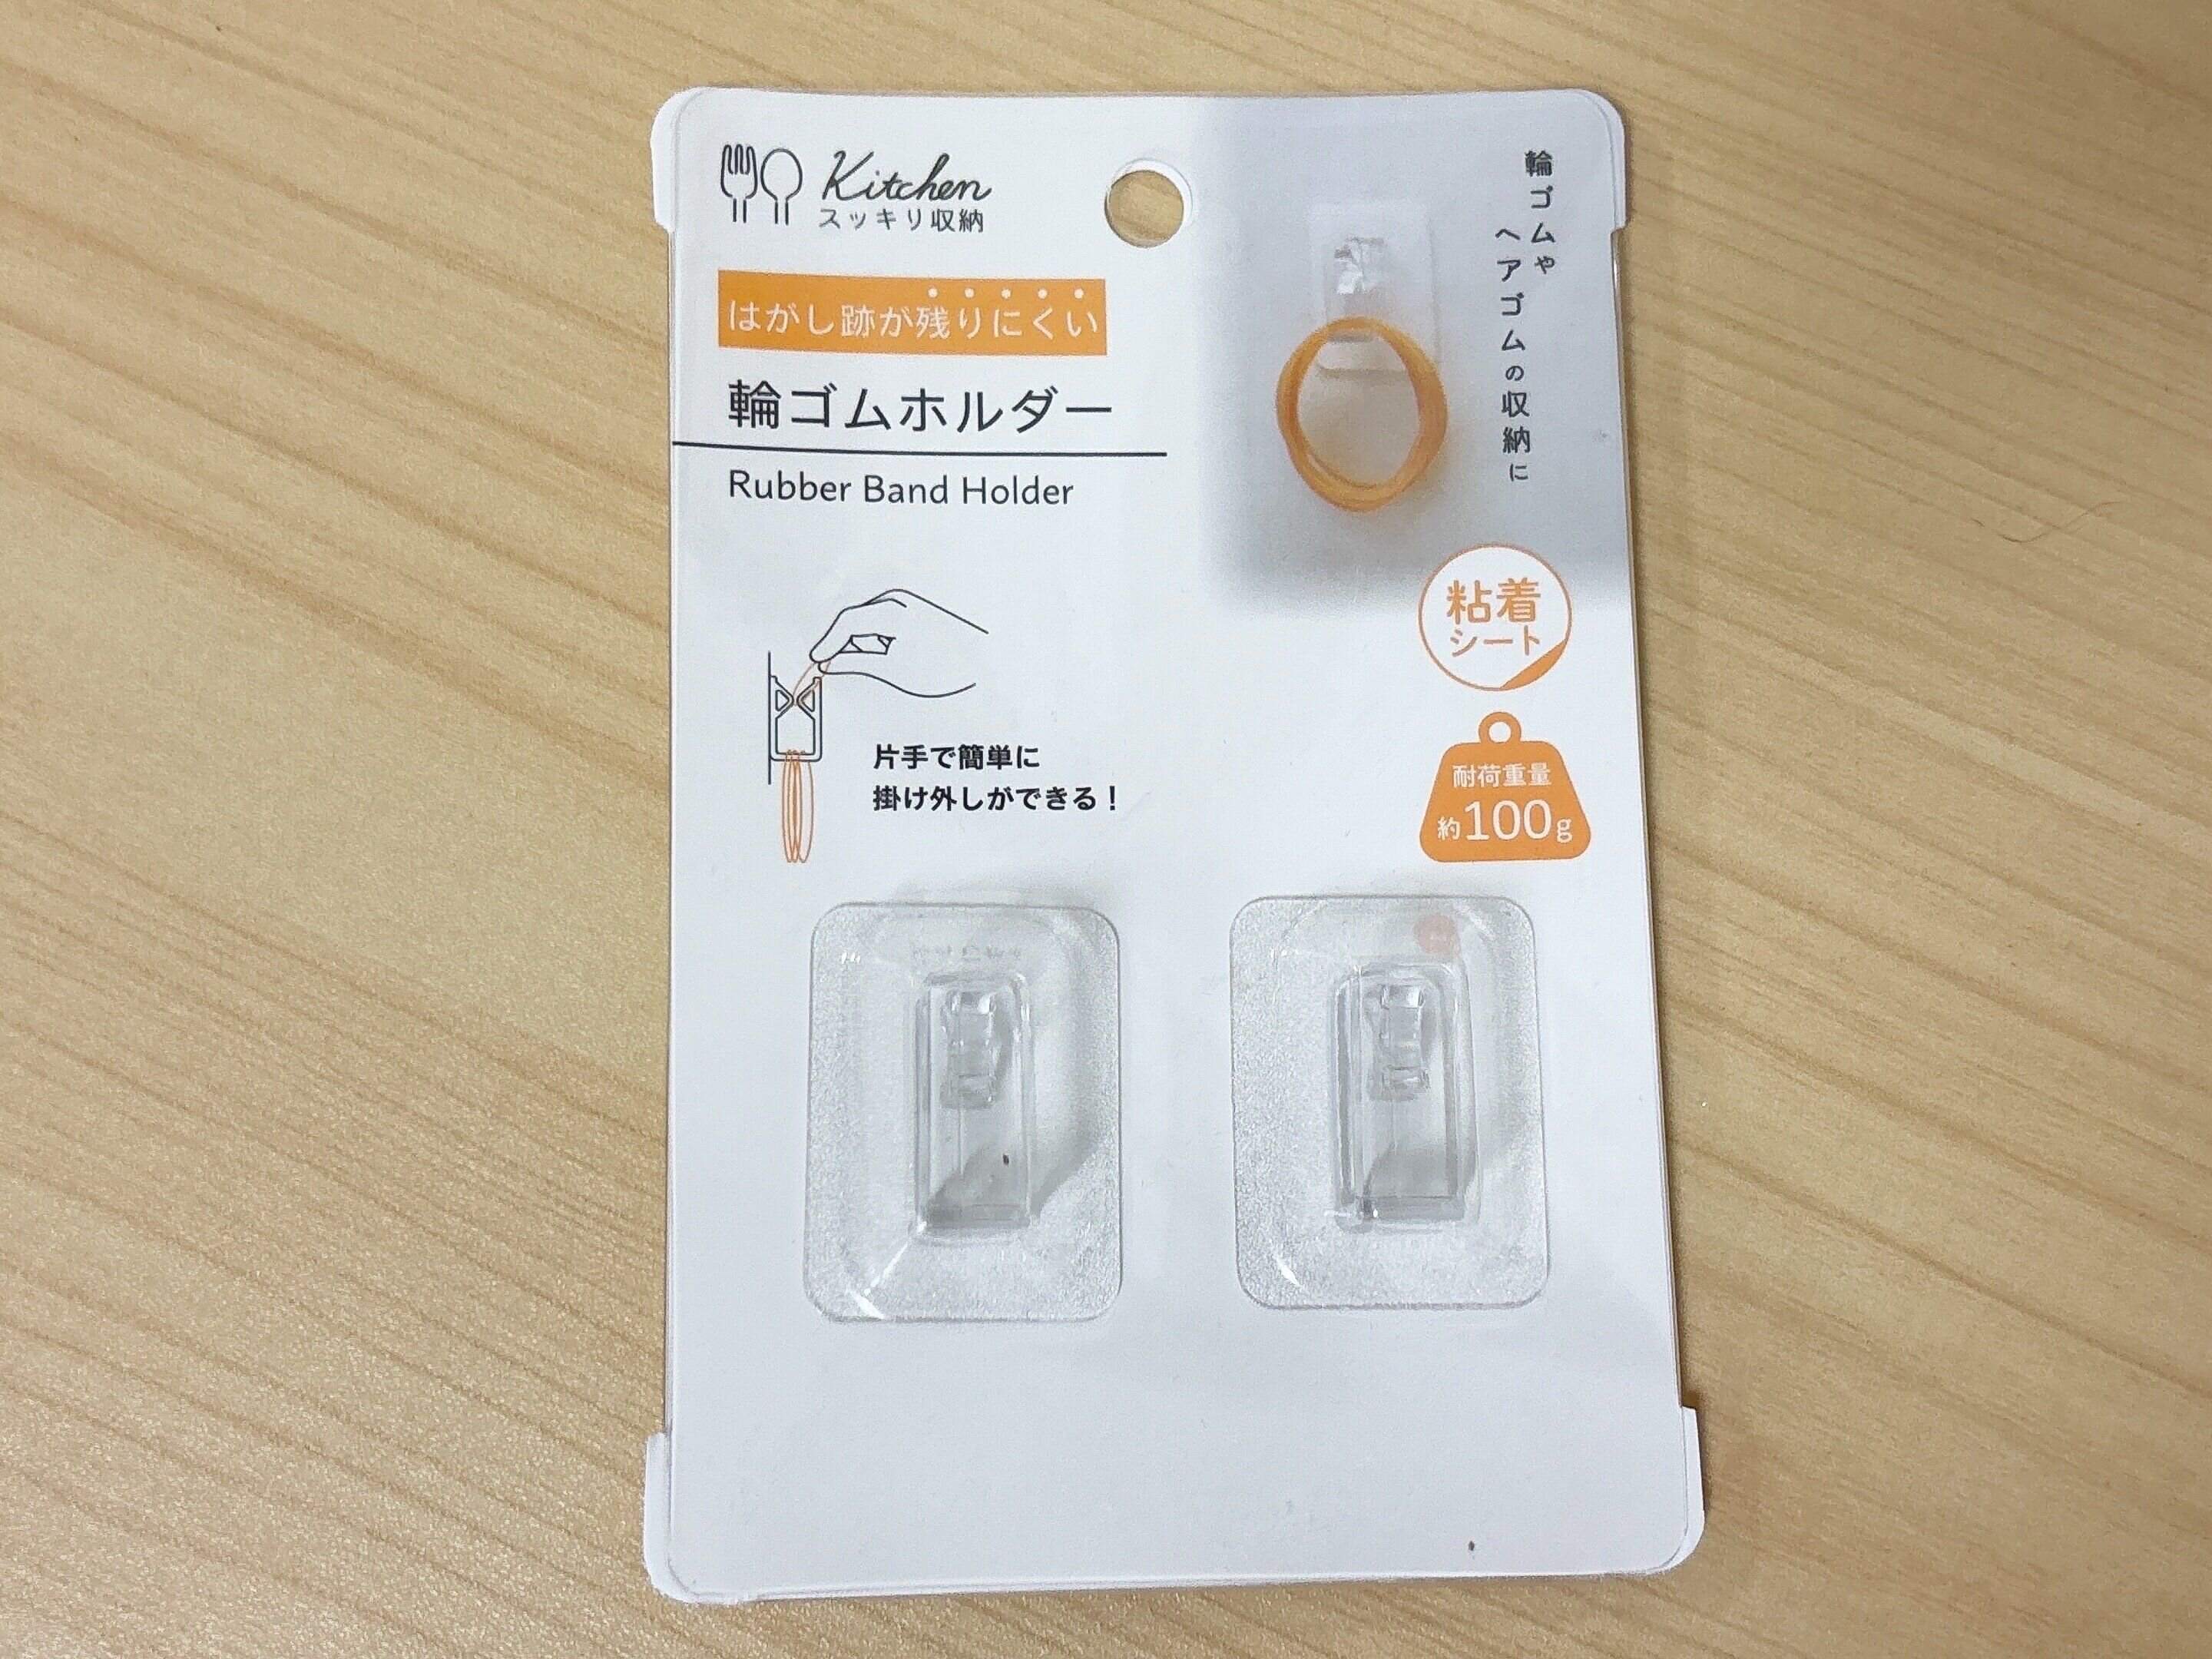 Kitchen
スッキリ収納
はがし跡が残りにくい
輪ゴムホルダー
Rubber Band Holder
輪ゴムや
ヘアゴムの収納に
粘着
シート
耐荷重量
約100g
片手で簡単に
掛け外しができる！